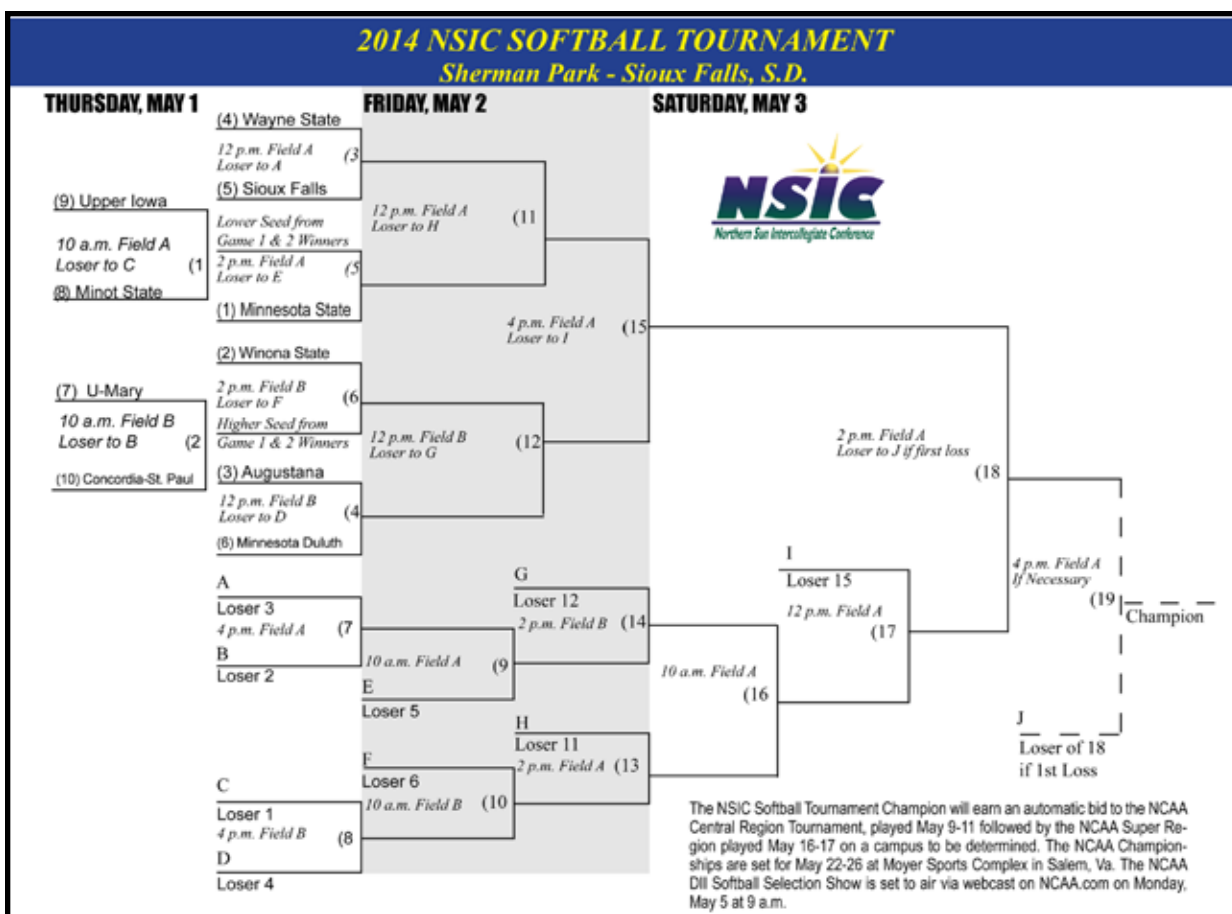 2014 NSIC SOFTBALL TOURNAMENT
Sherman Park - Sioux Falls, S.D.
THURSDAY, MAY 1
FRIDAY, MAY 2
SATURDAY, MAY 3
NSIC
Northern Sun Intercollegiate Conference
(9) Upper Iowa
10 a.m. Field A
Loser to C
(1
(8) Minot State
(7) U-Mary
10 a.m. Field B
Loser to B
(2
(10) Concordia-St. Paul
(4) Wayne State
12 p.m. Field A
Loser to A
(3
(5) Sioux Falls
Lower Seed from
Game 1 & 2 Winners
2 p.m. Field A
Loser to E
(5
(1) Minnesota State
(2) Winona State
2 p.m. Field B
Loser to F
(6
Higher Seed from
Game 1 & 2 Winners
(3) Augustana
12 p.m. Field B
Loser to D
(4
(6) Minnesota Duluth
A
Loser 3
4 p.m. Field A
(7
B
Loser 2
C
Loser 1
4 p.m. Field B
(8
D
Loser 4
12 p.m. Field A
Loser to H
(11
12 p.m. Field B
Loser to G
(12
10 a.m. Field A
(9
E
Loser 5
F
Loser 6
10 a.m. Field B
(10
4 p.m. Field A
Loser to I
(15
G
Loser 12
2 p.m. Field B
(14
H
Loser 11
2 p.m. Field A
(13
10 a.m. Field A
(16
I
Loser 15
12 p.m. Field A
(17
2 p.m. Field A
Loser to J if first loss
(18
4 p.m. Field A
If Necessary
(19
Champion
J
Loser of 18
if 1st Loss
The NSIC Softball Tournament Champion will earn an automatic bid to the NCAA
Central Region Tournament, played May 9-11 followed by the NCAA Super Re-
gion played May 16-17 on a campus to be determined. The NCAA Champion-
ships are set for May 22-26 at Moyer Sports Complex in Salem, Va. The NCAA
DII Softball Selection Show is set to air via webcast on NCAA.com on Monday,
May 5 at 9 a.m.